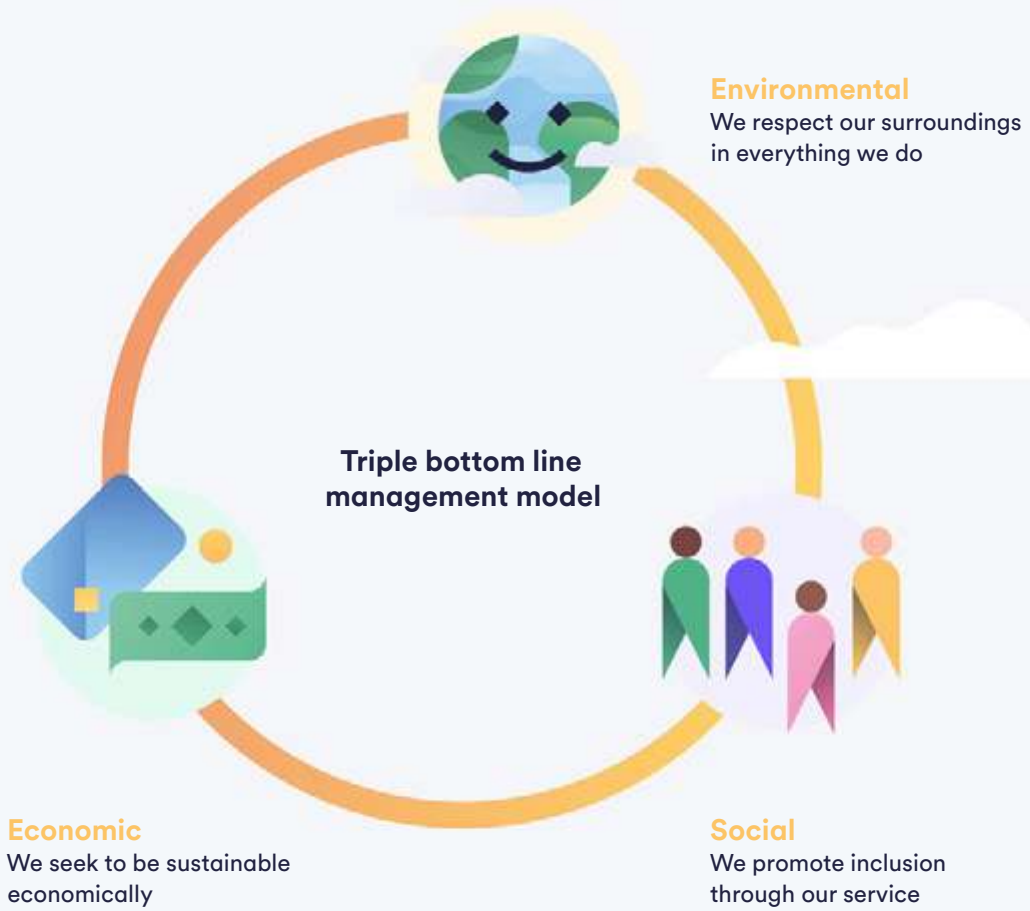 Environmental
We respect our surroundings
in everything we do
Triple bottom line
management model
Economic
We seek to be sustainable
economically
Social
We promote inclusion
through our service